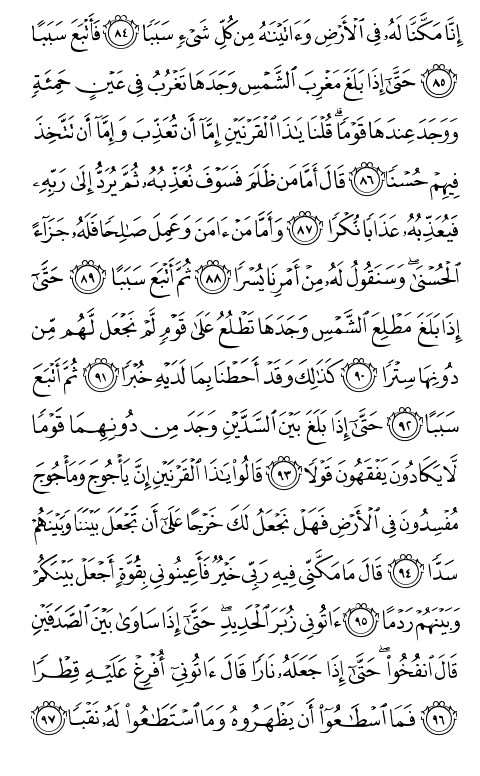 إِنَّا مَكَّنَّا لَهُۥ فِي ٱلۡأَرۡضِ وَءَاتَيۡنَٰهُ مِن كُلِّ شَيۡءٖ سَبَبٗا ٨٤ فَأَتۡبَعَ سَبَبًا
٨٥ حَتَّىٰٓ إِذَا بَلَغَ مَغۡرِبَ ٱلشَّمۡسِ وَجَدَهَا تَغۡرُبُ فِي عَيۡنٍ حَمِئَةٖ
وَوَجَدَ عِندَهَا قَوۡمٗاۖ قُلۡنَا يَٰذَا ٱلۡقَرۡنَيۡنِ إِمَّآ أَن تُعَذِّبَ وَإِمَّآ أَن تَتَّخِذَ
فِيهِمۡ حُسۡنٗا ٨٦ قَالَ أَمَّا مَن ظَلَمَ فَسَوۡفَ نُعَذِّبُهُۥ ثُمَّ يُرَدُّ إِلَىٰ رَبِّهِۦ
فَيُعَذِّبُهُۥ عَذَابٗا نُّكۡرٗا ٨٧ وَأَمَّا مَنۡ ءَامَنَ وَعَمِلَ صَٰلِحٗا فَلَهُۥ جَزَآءً
ٱلۡحُسۡنَىٰۖ وَسَنَقُولُ لَهُۥ مِنۡ أَمۡرِنَا يُسۡرٗا ٨٨ ثُمَّ أَتۡبَعَ سَبَبًا ٨٩ حَتَّىٰٓ
إِذَا بَلَغَ مَطۡلِعَ ٱلشَّمۡسِ وَجَدَهَا تَطۡلُعُ عَلَىٰ قَوۡمٖ لَّمۡ نَجۡعَل لَّهُم مِّن
دُونِهَا سِتۡرٗا ٩٠ كَذَٰلِكَۖ وَقَدۡ أَحَطۡنَا بِمَا لَدَيۡهِ خُبۡرٗا ٩١ ثُمَّ أَتۡبَعَ
سَبَبًا ٩٢ حَتَّىٰٓ إِذَا بَلَغَ بَيۡنَ ٱلسَّدَّيۡنِ وَجَدَ مِن دُونِهِمَا قَوۡمٗا
لَّا يَكَادُونَ يَفۡقَهُونَ قَوۡلٗا ٩٣ قَالُواْ يَٰذَا ٱلۡقَرۡنَيۡنِ إِنَّ يَأۡجُوجَ وَمَأۡجُوجَ
مُفۡسِدُونَ فِي ٱلۡأَرۡضِ فَهَلۡ نَجۡعَلُ لَكَ خَرۡجًا عَلَىٰٓ أَن تَجۡعَلَ بَيۡنَنَا وَبَيۡنَهُمۡ
سَدّٗا ٩٤ قَالَ مَا مَكَّنِّي فِيهِ رَبِّي خَيۡرٞ فَأَعِينُونِي بِقُوَّةٍ أَجۡعَلۡ بَيۡنَكُمۡ
وَبَيۡنَهُمۡ رَدۡمًا ٩٥ ءَاتُونِي زُبَرَ ٱلۡحَدِيدِۖ حَتَّىٰٓ إِذَا سَاوَىٰ بَيۡنَ ٱلصَّدَفَيۡنِ
قَالَ ٱنفُخُواْۖ حَتَّىٰٓ إِذَا جَعَلَهُۥ نَارٗا قَالَ ءَاتُونِيٓ أُفۡرِغۡ عَلَيۡهِ قِطۡرٗا
٩٦ فَمَا ٱسۡطَٰعُوٓاْ أَن يَظۡهَرُوهُ وَمَا ٱسۡتَطَٰعُواْ لَهُۥ نَقۡبٗا ٩٧